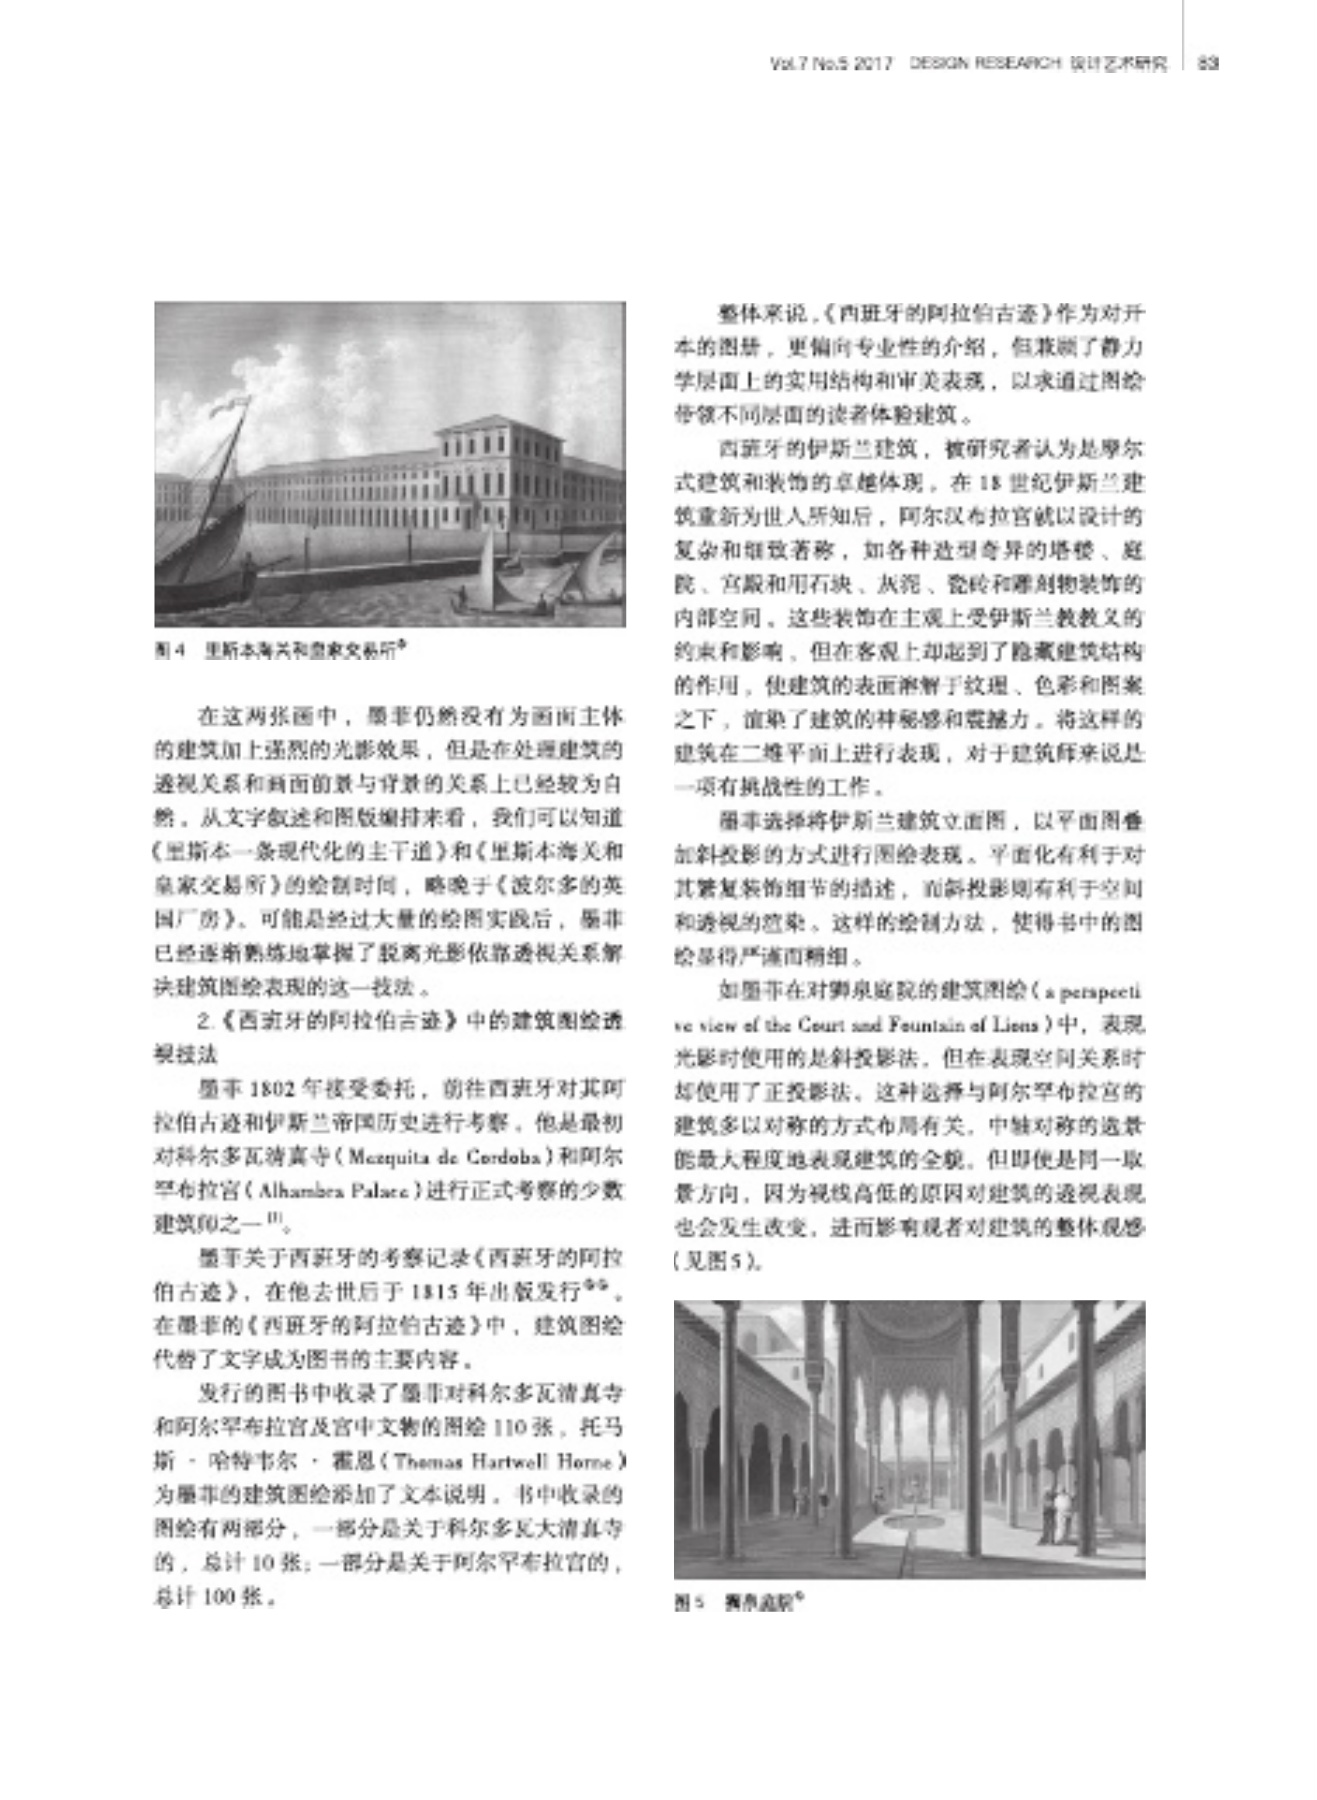 Vol.7 No.5 2017 DESIGN RESEARCH 设计艺术研究 83
图 4 里斯本海关和皇家交易所
在这两张画中，墨菲仍然没有为画面主体
的建筑加上强烈的光影效果，但是在处理建筑的
透视关系和画面前景与背景的关系上已经较为自
然。从文字叙述和图版编排来看，我们可以知道
《里斯本一条现代化的主干道》和《里斯本海关和
皇家交易所》的绘制时间，略晚于《波尔多的英
国厂房》。可能是经过大量的绘图实践后，墨菲
已经逐渐熟练地掌握了脱离光影依靠透视关系解
决建筑图绘表现的这一技法。
2.《西班牙的阿拉伯古迹》中的建筑图绘透
视技法
墨菲 1802 年接受委托，前往西班牙对其阿
拉伯古迹和伊斯兰帝国历史进行考察。他是最初
对科尔多瓦清真寺（Mezquita de Cordoba）和阿尔
罕布拉宫（Alhambra Palace）进行正式考察的少数
建筑师之一。
墨菲关于西班牙的考察记录《西班牙的阿拉
伯古迹》，在他去世后于 1815 年出版发行。
在墨菲的《西班牙的阿拉伯古迹》中，建筑图绘
代替了文字成为图书的主要内容。
发行的图书中收录了墨菲对科尔多瓦清真寺
和阿尔罕布拉宫及宫中文物的图绘 110 张，托马
斯·哈特韦尔·霍恩（Thomas Hartwell Horne）
为墨菲的建筑图绘添加了文本说明。书中收录的
图绘有两部分，一部分是关于科尔多瓦大清真寺
的，总计 10 张；一部分是关于阿尔罕布拉宫的，
总计 100 张。
整体来说，《西班牙的阿拉伯古迹》作为对开
本的图册，更偏向专业性的介绍，但兼顾了静力
学层面上的实用结构和审美表现，以求通过图绘
带领不同层面的读者体验建筑。
西班牙的伊斯兰建筑，被研究者认为是摩尔
式建筑和装饰的卓越体现。在 18 世纪伊斯兰建
筑重新为世人所知后，阿尔汉布拉宫就以设计的
复杂和细致著称，如各种造型奇异的塔楼、庭
院、宫殿和用石块、灰泥、瓷砖和雕刻物装饰的
内部空间。这些装饰在主观上受伊斯兰教教义的
约束和影响，但在客观上却起到了隐藏建筑结构
的作用，使建筑的表面溶解于纹理、色彩和图案
之下，渲染了建筑的神秘感和震撼力。将这样的
建筑在二维平面上进行表现，对于建筑师来说是
一项有挑战性的工作。
墨菲选择将伊斯兰建筑立面图，以平面图叠
加斜投影的方式进行图绘表现。平面化有利于对
其繁复装饰细节的描述，而斜投影则有利于空间
和透视的渲染。这样的绘制方法，使得书中的图
绘显得严谨而精细。
如墨菲在对狮泉庭院的建筑图绘（a perspecti
ve view of the Court and Fountain of Lions）中，表现
光影时使用的是斜投影法，但在表现空间关系时
却使用了正投影法。这种选择与阿尔罕布拉宫的
建筑多以对称的方式布局有关，中轴对称的选景
能最大程度地表现建筑的全貌。但即使是同一取
景方向，因为视线高低的原因对建筑的透视表现
也会发生改变，进而影响观者对建筑的整体观感
（见图 5）。
图 5 狮泉庭院